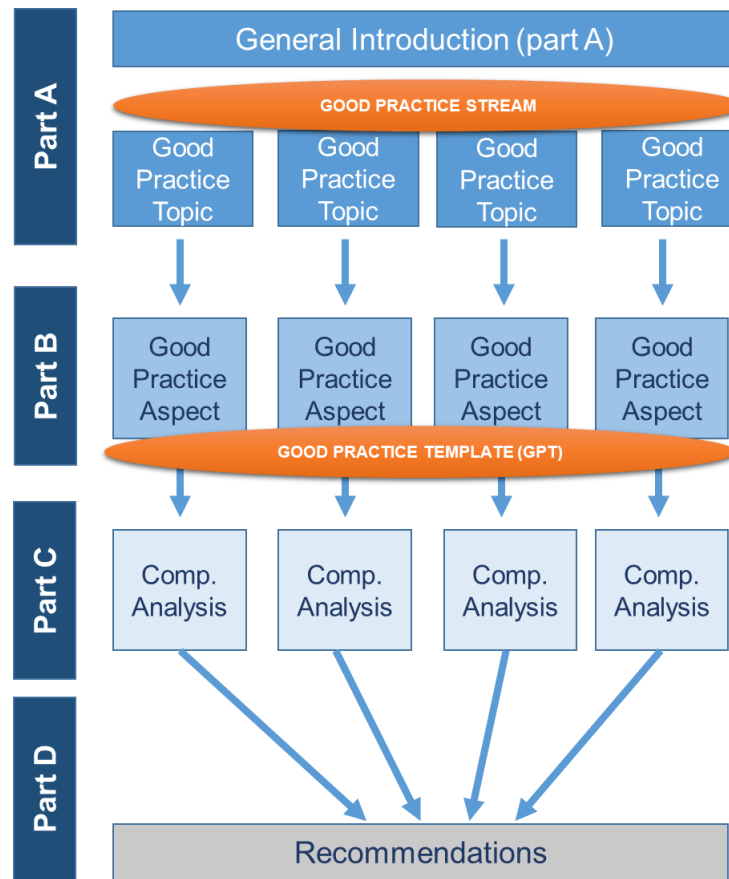 Part A
General Introduction (part A)
GOOD PRACTICE STREAM
Good
Practice
Topic
Good
Practice
Topic
Good
Practice
Topic
Good
Practice
Topic
Part B
Good
Practice
Aspect
Good
Practice
Aspect
Good
Practice
Aspect
Good
Practice
Aspect
GOOD PRACTICE TEMPLATE (GPT)
Part C
Comp.
Analysis
Comp.
Analysis
Comp.
Analysis
Comp.
Analysis
Part D
Recommendations